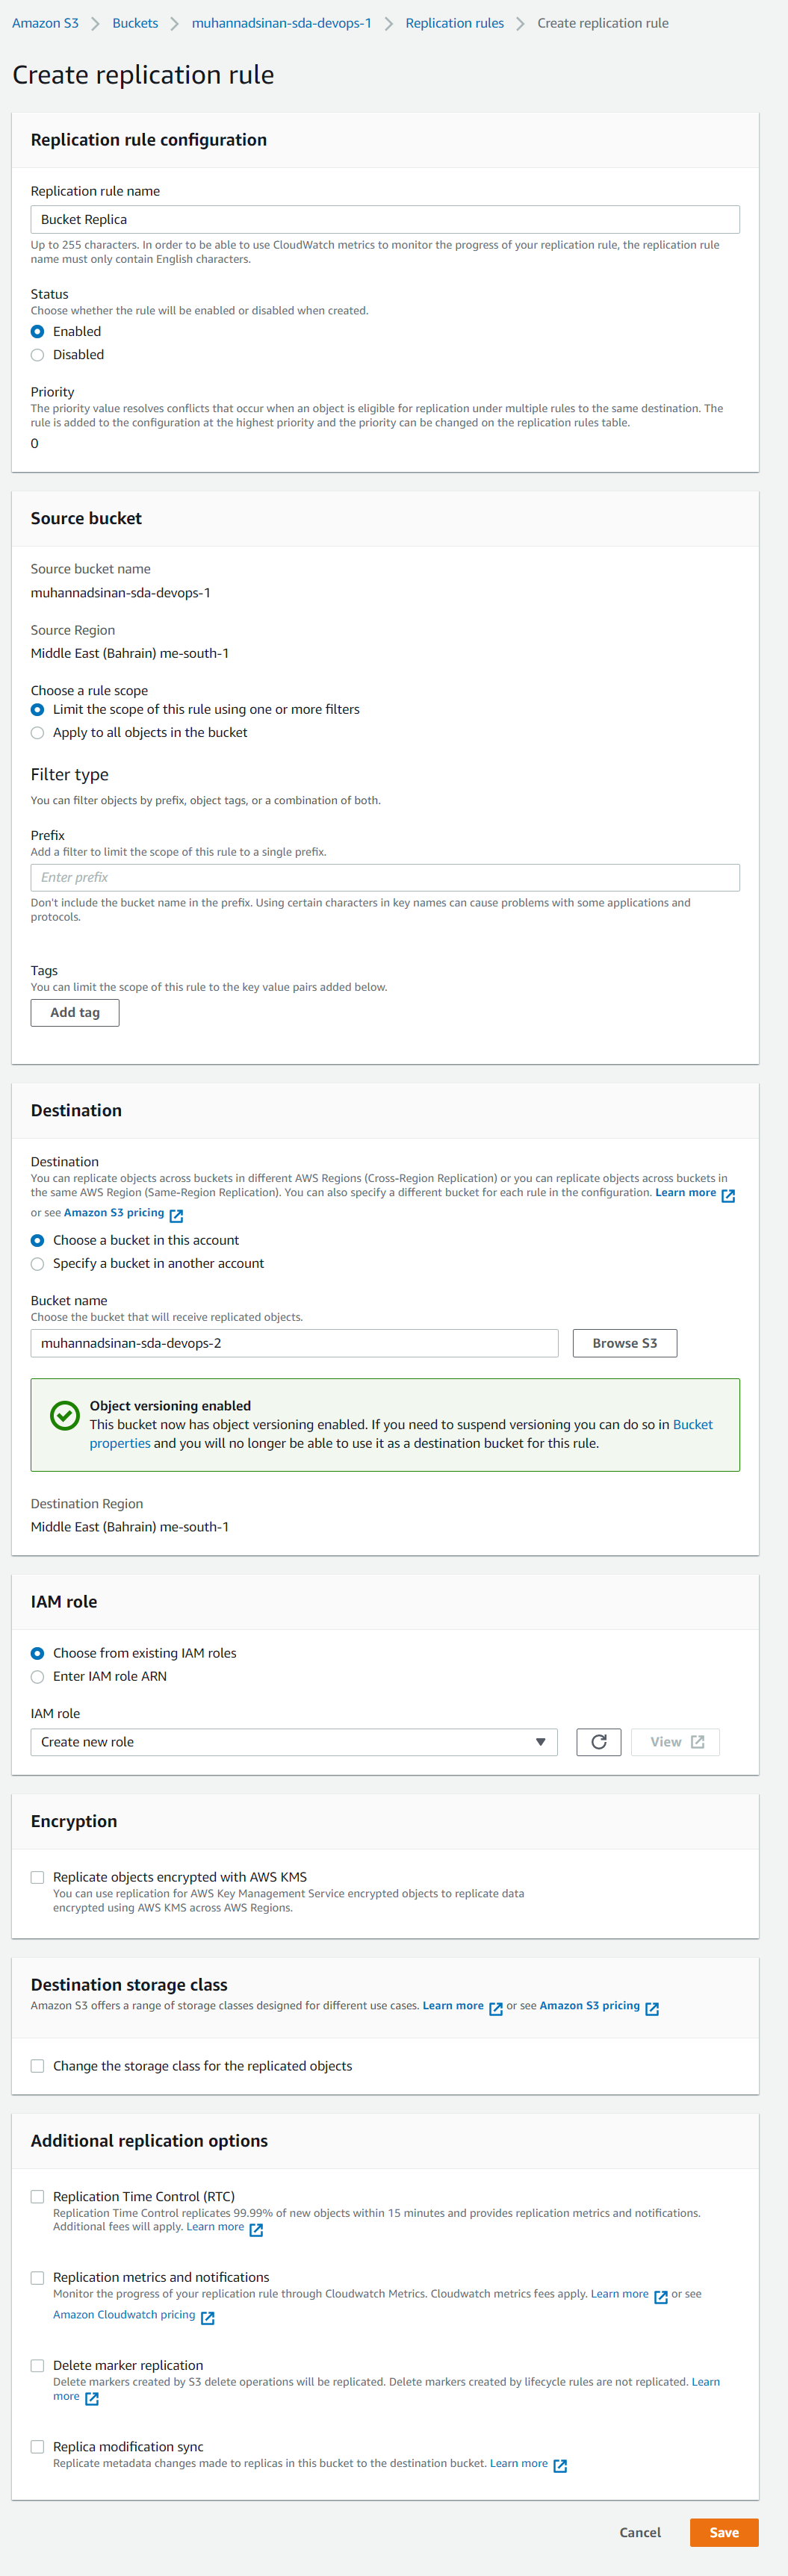 Amazon S3 > Buckets > muhannadsinan-sda-devops-1 > Replication rules > Create replication rule
Create replication rule
Replication rule configuration
Replication rule name
Bucket Replica
Up to 255 characters. In order to be able to use CloudWatch metrics to monitor the progress of your replication rule, the replication rule
name must only contain English characters.
Status
Choose whether the rule will be enabled or disabled when created.
Enabled
Disabled
Priority
The priority value resolves conflicts that occur when an object is eligible for replication under multiple rules to the same destination. The
rule is added to the configuration at the highest priority and the priority can be changed on the replication rules table.
0
Source bucket
Source bucket name
muhannadsinan-sda-devops-1
Source Region
Middle East (Bahrain) me-south-1
Choose a rule scope
Limit the scope of this rule using one or more filters
Apply to all objects in the bucket
Filter type
You can filter objects by prefix, object tags, or a combination of both.
Prefix
Add a filter to limit the scope of this rule to a single prefix.
Enter prefix
Don't include the bucket name in the prefix. Using certain characters in key names can cause problems with some applications and
protocols.
Tags
You can limit the scope of this rule to the key value pairs added below.
Add tag
Destination
Destination
You can replicate objects across buckets in different AWS Regions (Cross-Region Replication) or you can replicate objects across buckets in
the same AWS Region (Same-Region Replication). You can also specify a different bucket for each rule in the configuration. Learn more
or see Amazon S3 pricing
Choose a bucket in this account
Specify a bucket in another account
Bucket name
Choose the bucket that will receive replicated objects.
muhannadsinan-sda-devops-2 Browse S3
Object versioning enabled
This bucket now has object versioning enabled. If you need to suspend versioning you can do so in Bucket
properties and you will no longer be able to use it as a destination bucket for this rule.
Destination Region
Middle East (Bahrain) me-south-1
IAM role
Choose from existing IAM roles
Enter IAM role ARN
IAM role
Create new role View
Encryption
Replicate objects encrypted with AWS KMS
You can use replication for AWS Key Management Service encrypted objects to replicate data
encrypted using AWS KMS across AWS Regions.
Destination storage class
Amazon S3 offers a range of storage classes designed for different use cases. Learn more or see Amazon S3 pricing
Change the storage class for the replicated objects
Additional replication options
Replication Time Control (RTC)
Replication Time Control replicates 99.99% of new objects within 15 minutes and provides replication metrics and notifications.
Additional fees will apply. Learn more
Replication metrics and notifications
Monitor the progress of your replication rule through Cloudwatch Metrics. Cloudwatch metrics fees apply. Learn more or see
Amazon Cloudwatch pricing
Delete marker replication
Delete markers created by S3 delete operations will be replicated. Delete markers created by lifecycle rules are not replicated. Learn
more
Replica modification sync
Replicate metadata changes made to replicas in this bucket to the destination bucket. Learn more
Cancel Save